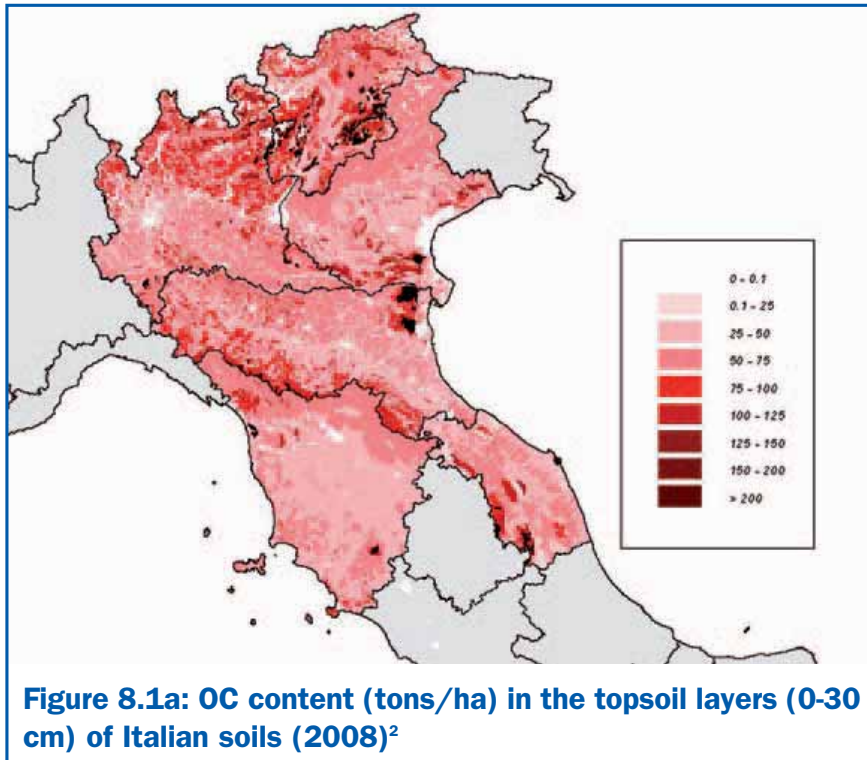 0 - 0.1
0.1 - 25
25 - 50
50 - 75
75 - 100
100 - 125
125 - 150
150 - 200
> 200
Figure 8.1a: OC content (tons/ha) in the topsoil layers (0-30
cm) of Italian soils (2008)²